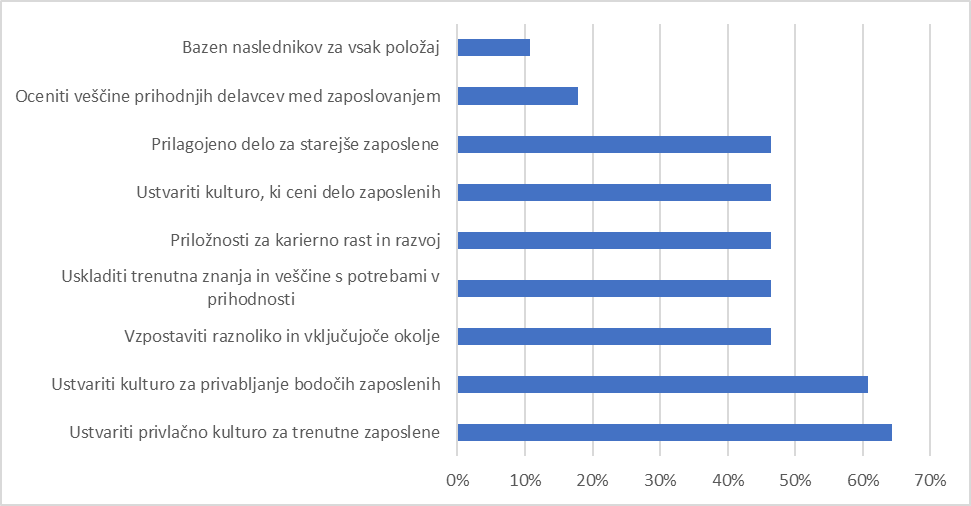 Bazen naslednikov za vsak položaj
Oceniti veščine prihodnjih delavcev med zaposlovanjem
Prilagojeno delo za starejše zaposlene
Ustvariti kulturo, ki ceni delo zaposlenih
Priložnosti za karierno rast in razvoj
Uskladiti trenutna znanja in veščine s potrebami v
prihodnosti
Vzpostaviti raznoliko in vključujoče okolje
Ustvariti kulturo za privabljanje bodočih zaposlenih
Ustvariti privlačno kulturo za trenutne zaposlene
0% 10% 20% 30% 40% 50% 60% 70%